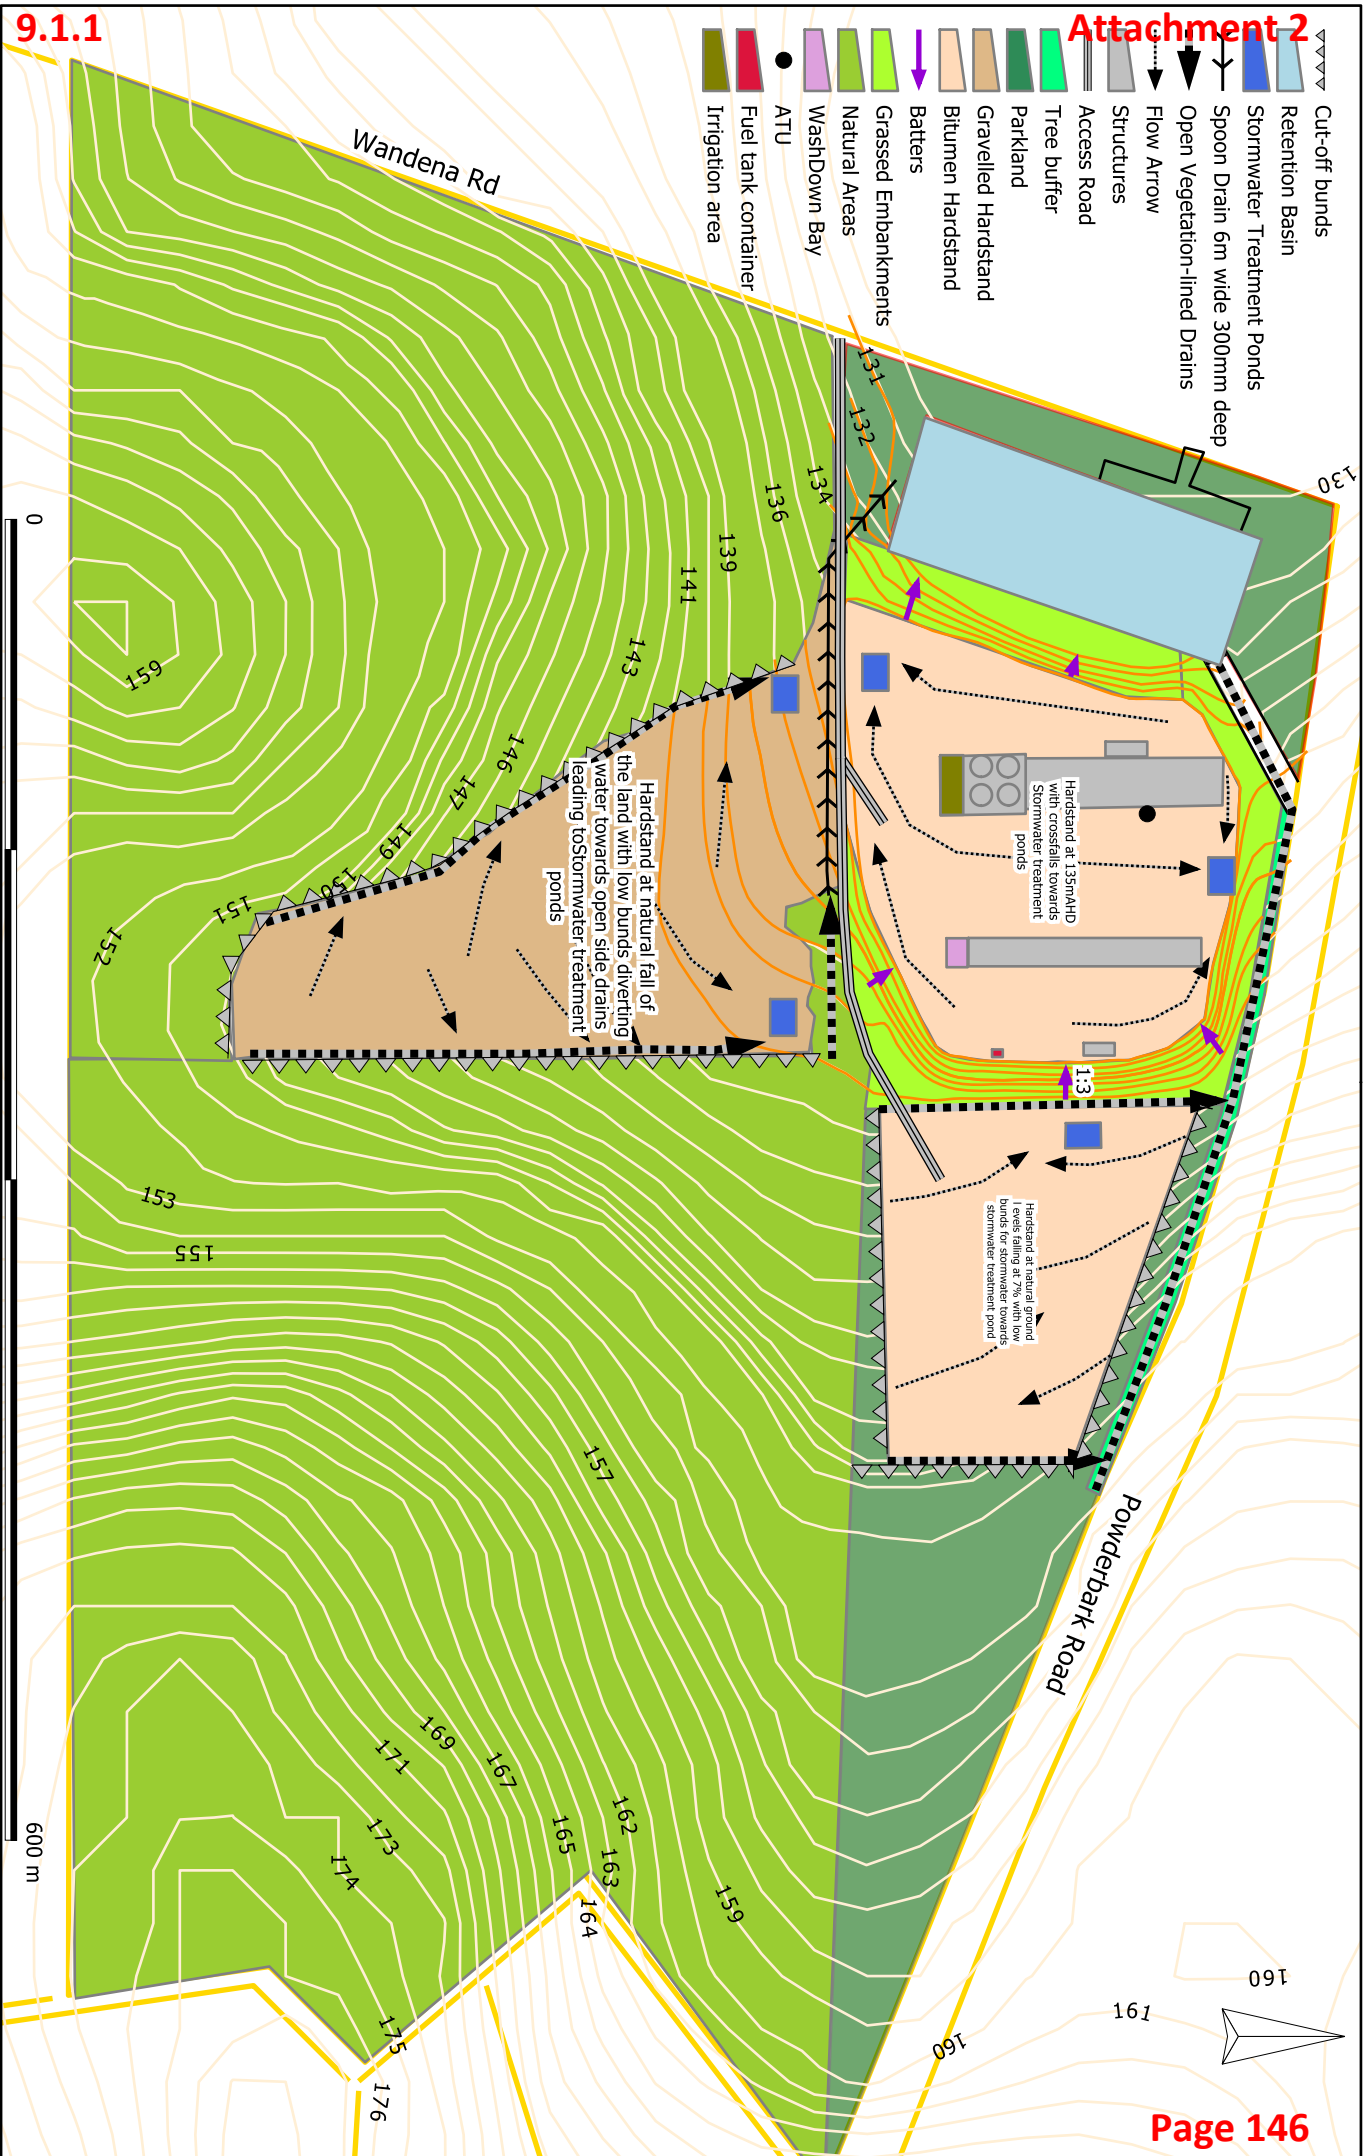 9.1.1
Attachment 2
Cut-off bunds
Retention Basin
Stormwater Treatment Ponds
Spoon Drain 6m wide 300mm deep
Open Vegetation-lined Drains
Flow Arrow
Structures
Access Road
Tree buffer
Parkland
Gravelled Hardstand
Bitumen Hardstand
Batters
Grassed Embankments
Natural Areas
WashDown Bay
ATU
Fuel tank container
Irrigation area
Wandena Rd
130
131
132
134
136
139
141
143
146
147
149
150
151
152
159
Hardstand at 135mAHD
with crossfalls towards
Stormwater treatment
ponds
Hardstand at natural fall of
the land with low bunds diverting
water towards open side drains
leading toStormwater treatment
ponds
1:3
Hardstand at natural ground
l evels falling at 7% with low
bunds for stormwater towards
stormwater treatment pond
153
155
157
Powderbark Road
169
171
167
173
174
165
162
163
164
159
175
176
160
161
160
0
600 m
Page 146